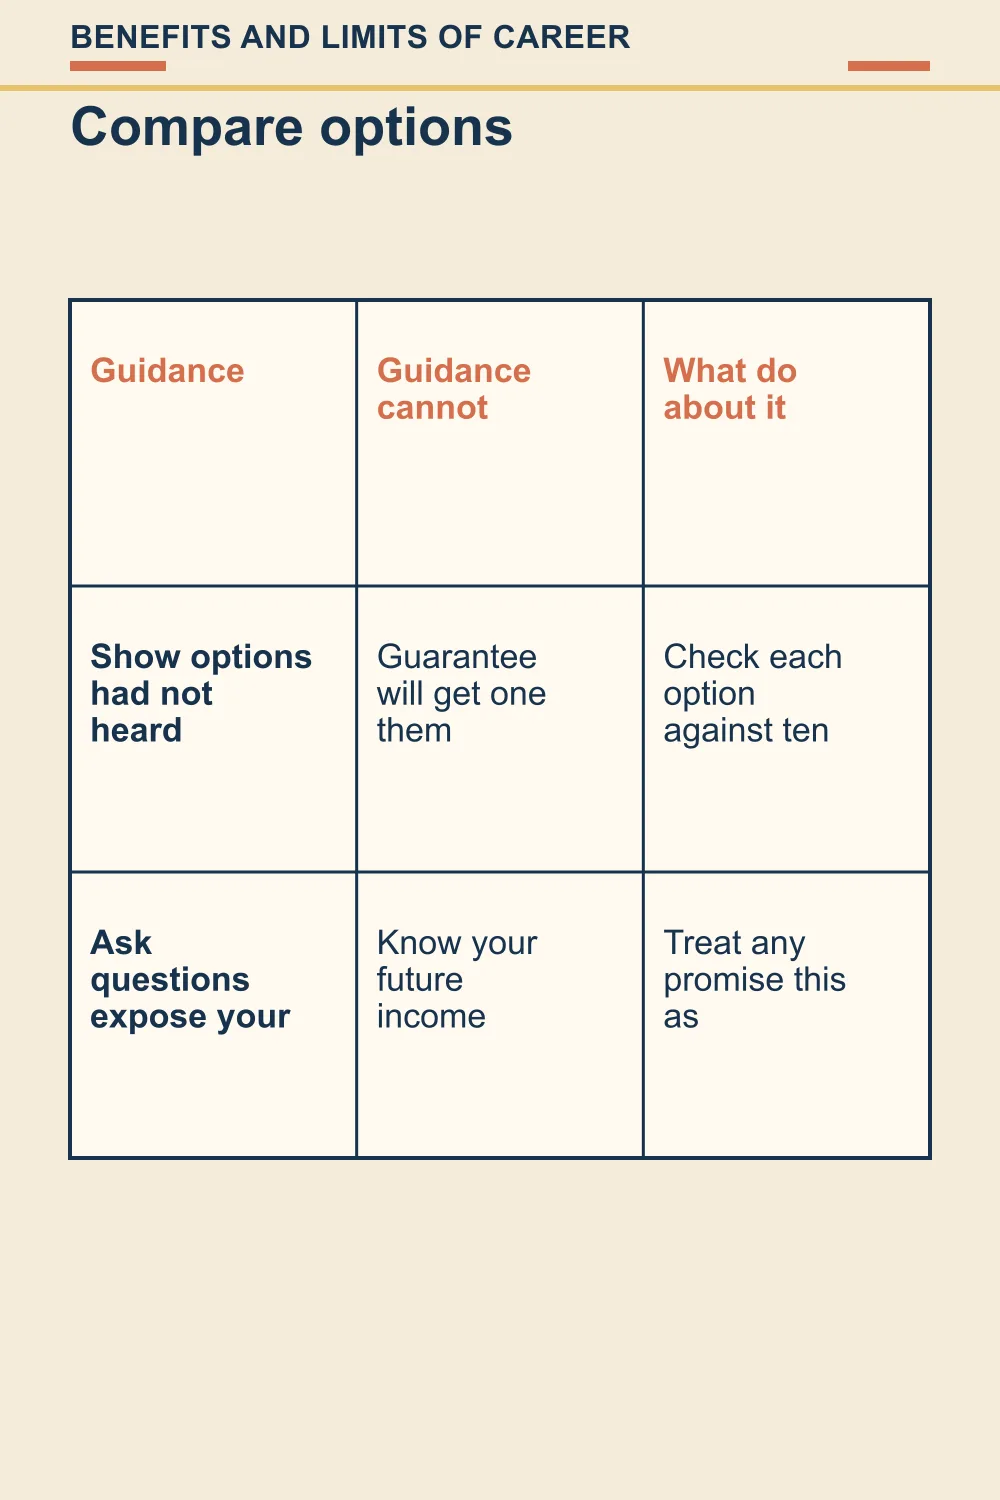 BENEFITS AND LIMITS OF CAREER
Compare options
Guidance
Guidance
cannot
What do
about it
Show options
had not
heard
Guarantee
will get one
them
Check each
option
against ten
Ask
questions
expose your
Know your
future
income
Treat any
promise this
as